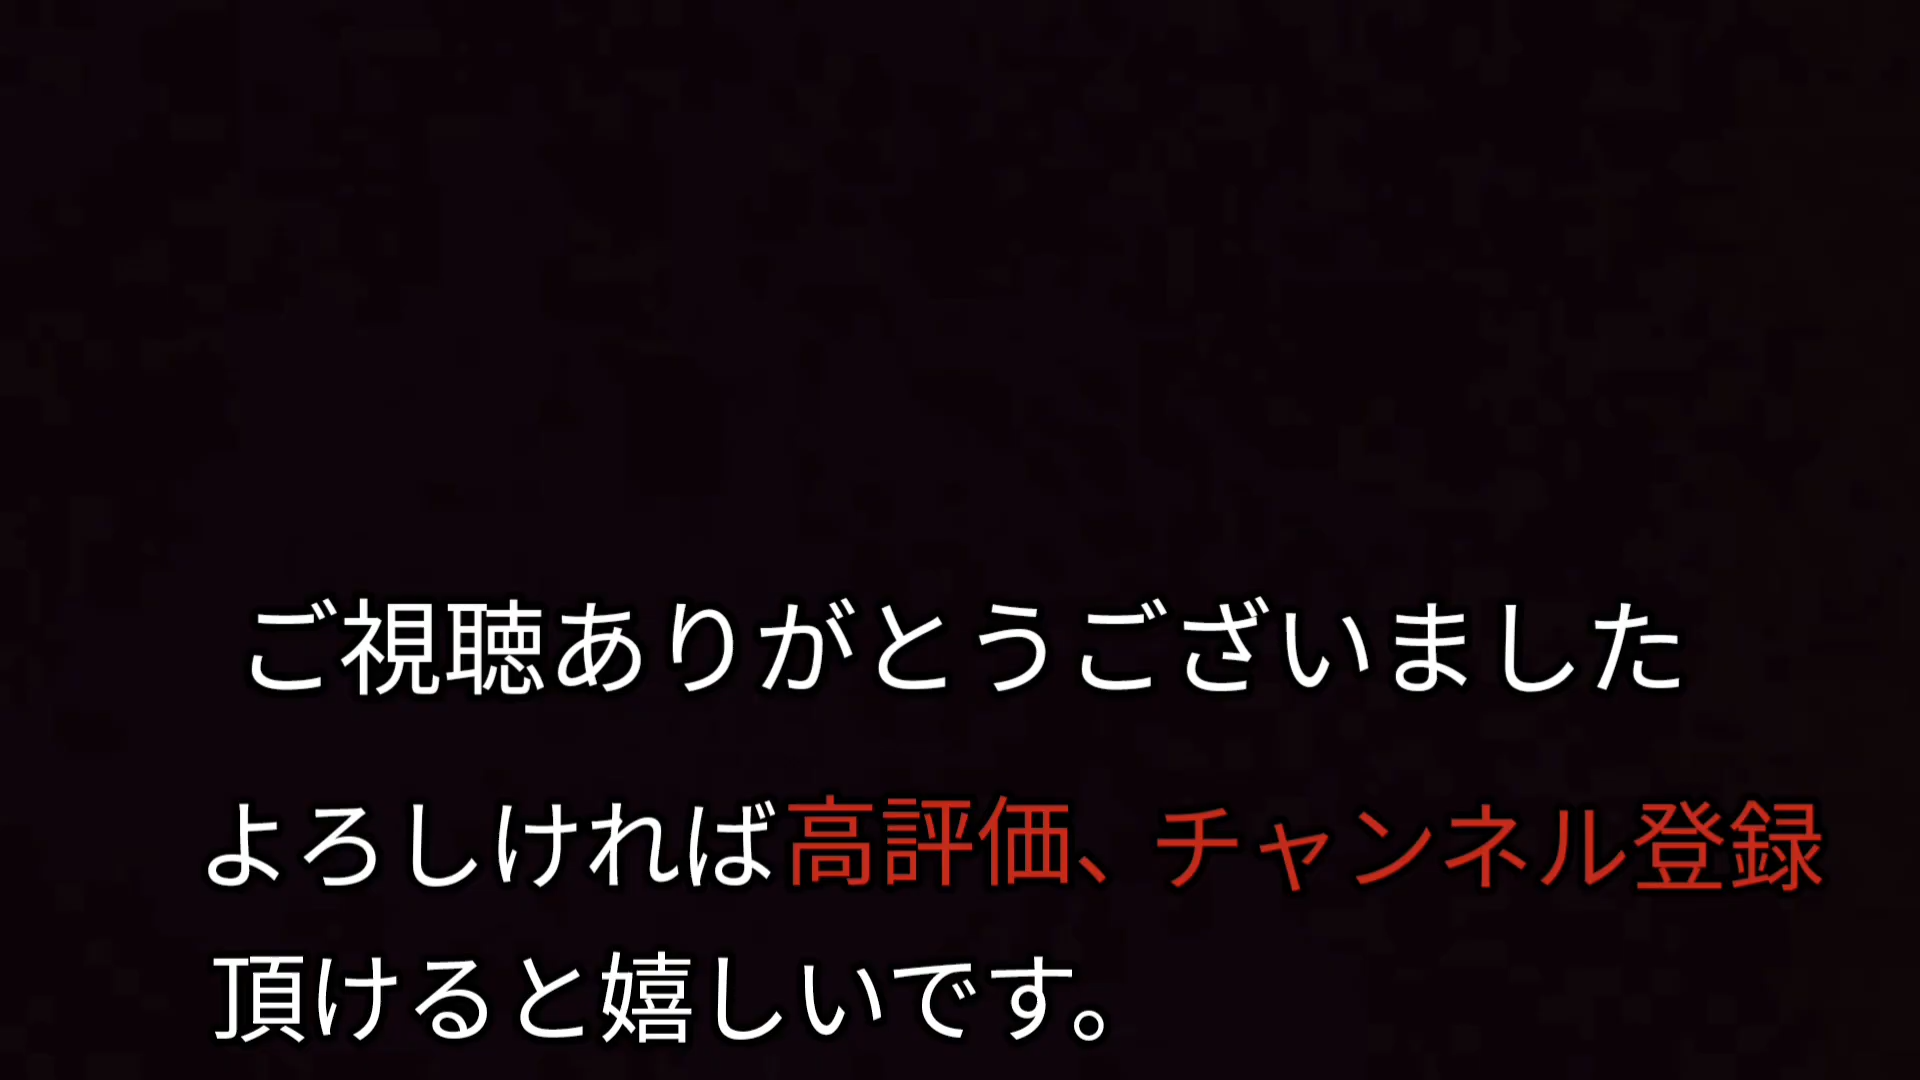 ご視聴ありがとうございました
よろしければ高評価、チャンネル登録
頂けると嬉しいです。